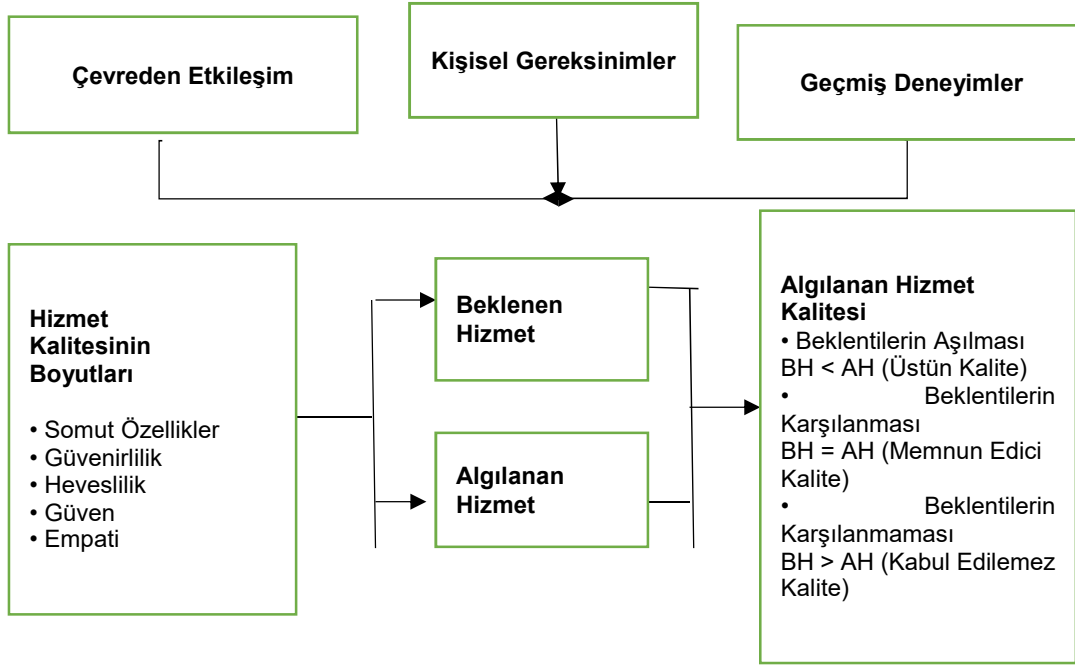 Çevreden Etkileşim
Kişisel Gereksinimler
Geçmiş Deneyimler
Hizmet
Kalitesinin
Boyutları
• Somut Özellikler
• Güvenirlilik
• Heveslilik
• Güven
• Empati
Beklenen
Hizmet
Algılanan
Hizmet
Algılanan Hizmet
Kalitesi
• Beklentilerin Aşılması
BH < AH (Üstün Kalite)
• Beklentilerin
Karşılanması
BH = AH (Memnun Edici
Kalite)
• Beklentilerin
Karşılanmaması
BH > AH (Kabul Edilemez
Kalite)